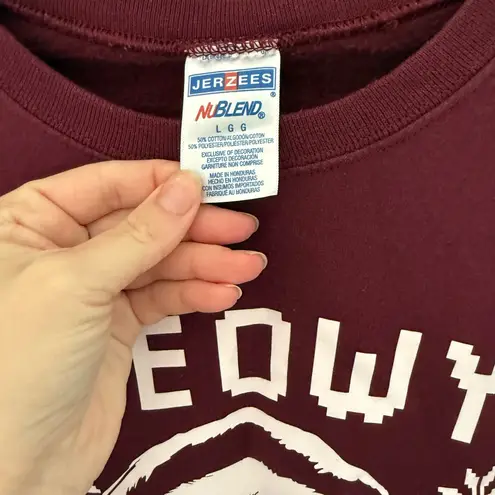 JERZEES®
NUBLEND®
L G G
50% COTTON/ALGODÓN/COTON
50% POLYESTER/POLIÉSTER/POLYESTER
EXCLUSIVE OF DECORATION
EXCEPTO DECORACIÓN
GARNITURE NON COMPRISE
MADE IN HONDURAS
HECHO EN HONDURAS
CON INSUMOS IMPORTADOS
FABRIQUÉ AU HONDURAS
EOWY